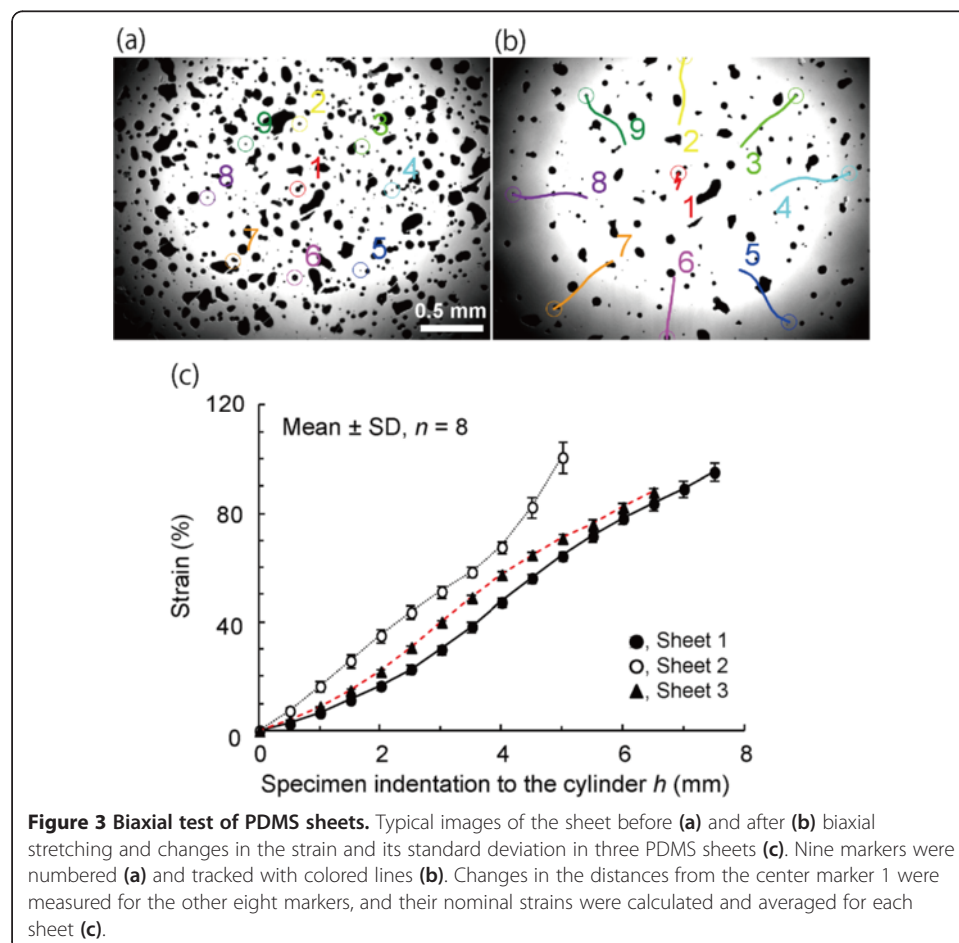 (a)
(b)
2
9
3
1
8
4
7
6
5
0.5 mm
2
9
3
8
4
1
7
6
5
(c)
120
Mean ± SD, n = 8
80
40
0
Strain (%)
●, Sheet 1
○, Sheet 2
▲, Sheet 3
0 2 4 6 8
Specimen indentation to the cylinder h (mm)
Figure 3 Biaxial test of PDMS sheets. Typical images of the sheet before (a) and after (b) biaxial
stretching and changes in the strain and its standard deviation in three PDMS sheets (c). Nine markers were
numbered (a) and tracked with colored lines (b). Changes in the distances from the center marker 1 were
measured for the other eight markers, and their nominal strains were calculated and averaged for each
sheet (c).